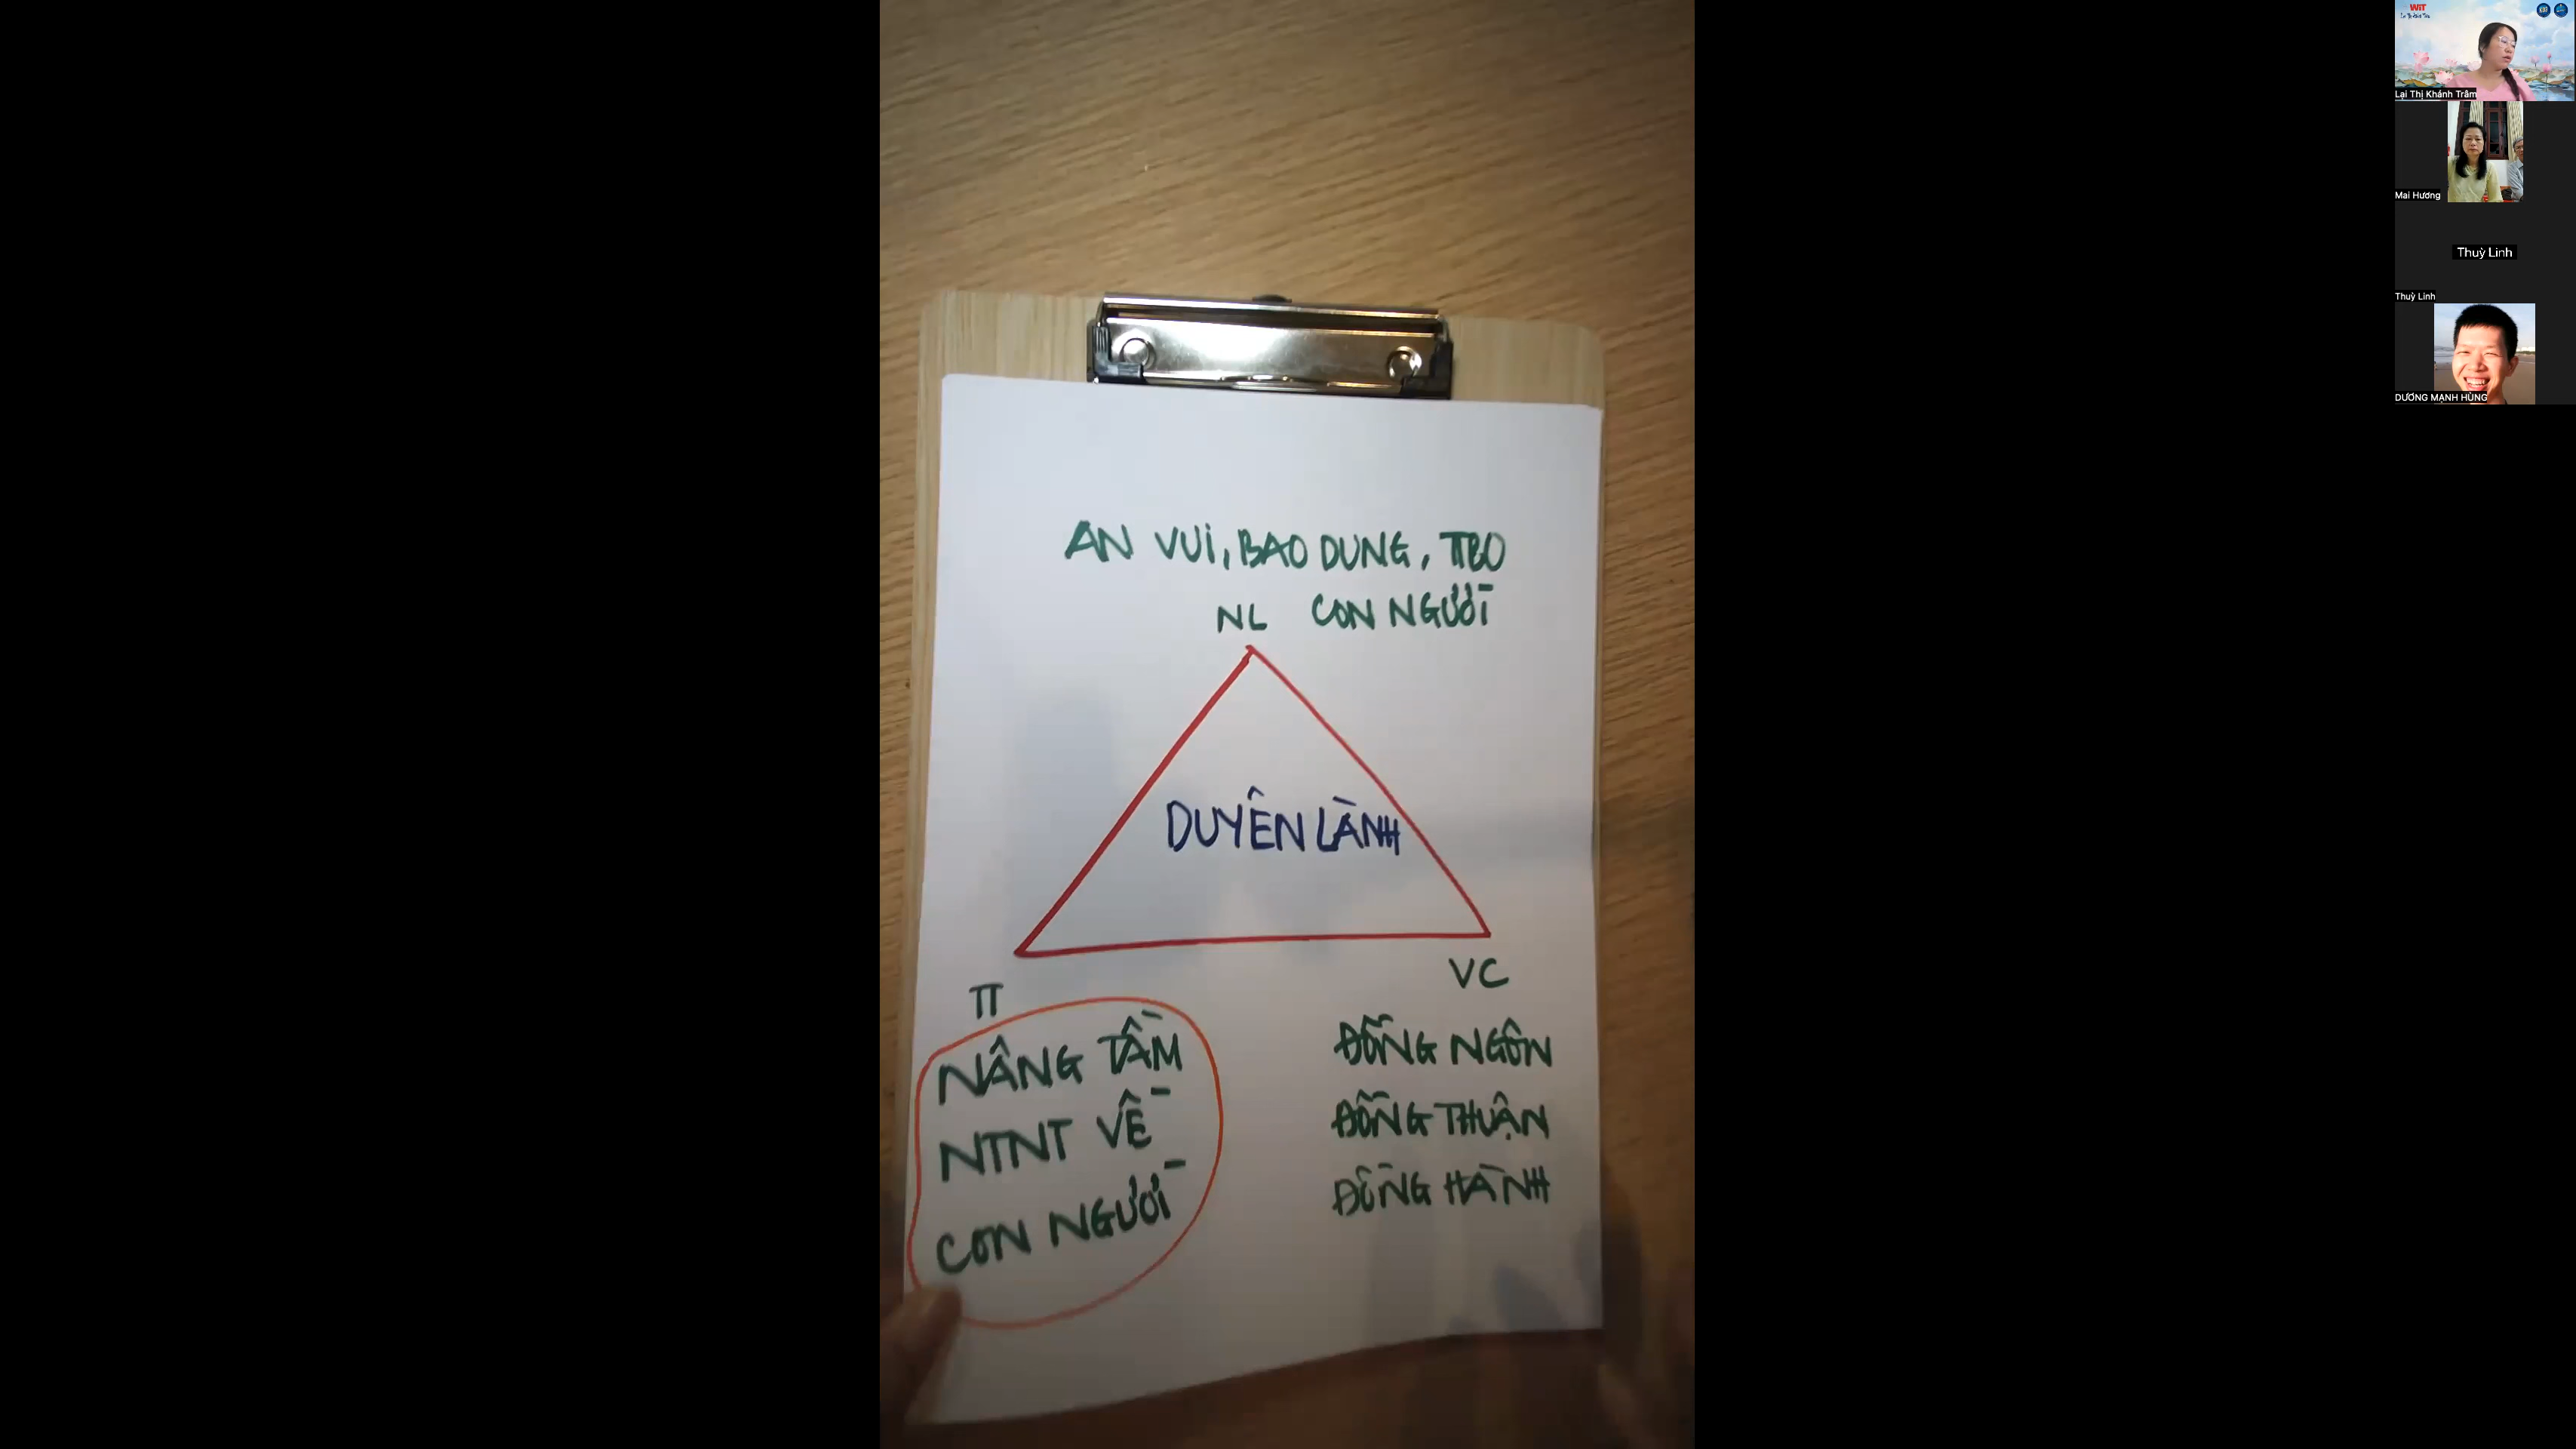 AN VUI, BAO DUNG, TTBO
NL CON NGƯỜI
DUYÊN LÀNH
TT
NÂNG TẦM
NTNT VỀ
CON NGƯỜI
VC
ĐỒNG NGÔN
ĐỒNG THUẬN
ĐỒNG HÀNH
WiT
Lại Thị Khánh Trâm
Mai Hương
Thuỳ Linh
Thuỳ Linh
DƯƠNG MẠNH HÙNG